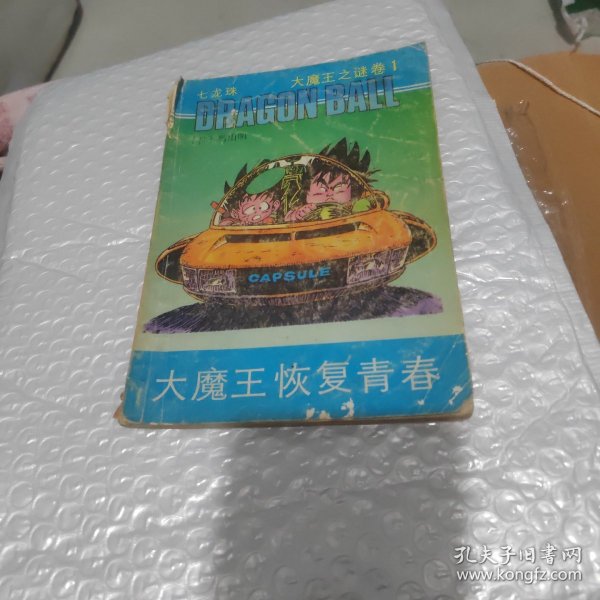 七龙珠
大魔王之谜卷1
DRAGON BALL
CAPSULE
大魔王恢复青春
孔夫子旧书网
www.kongfz.com